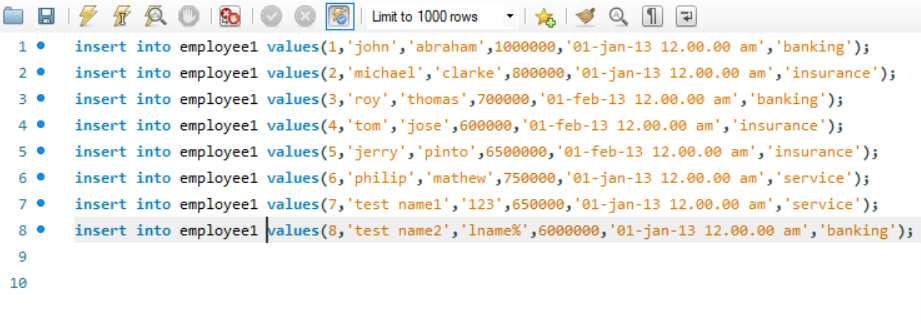 Limit to 1000 rows
1 insert into employee1 values(1,'john','abraham',1000000,'01-jan-13 12.00.00 am','banking');
2 insert into employee1 values(2,'michael','clarke',800000,'01-jan-13 12.00.00 am','insurance');
3 insert into employee1 values(3,'roy','thomas',700000,'01-feb-13 12.00.00 am','banking');
4 insert into employee1 values(4,'tom','jose',600000,'01-feb-13 12.00.00 am','insurance');
5 insert into employee1 values(5,'jerry','pinto',6500000,'01-feb-13 12.00.00 am','insurance');
6 insert into employee1 values(6,'philip','mathew',750000,'01-jan-13 12.00.00 am','service');
7 insert into employee1 values(7,'test name1','123',650000,'01-jan-13 12.00.00 am','service');
8 insert into employee1 values(8,'test name2','lname%',6000000,'01-jan-13 12.00.00 am','banking');
9
10